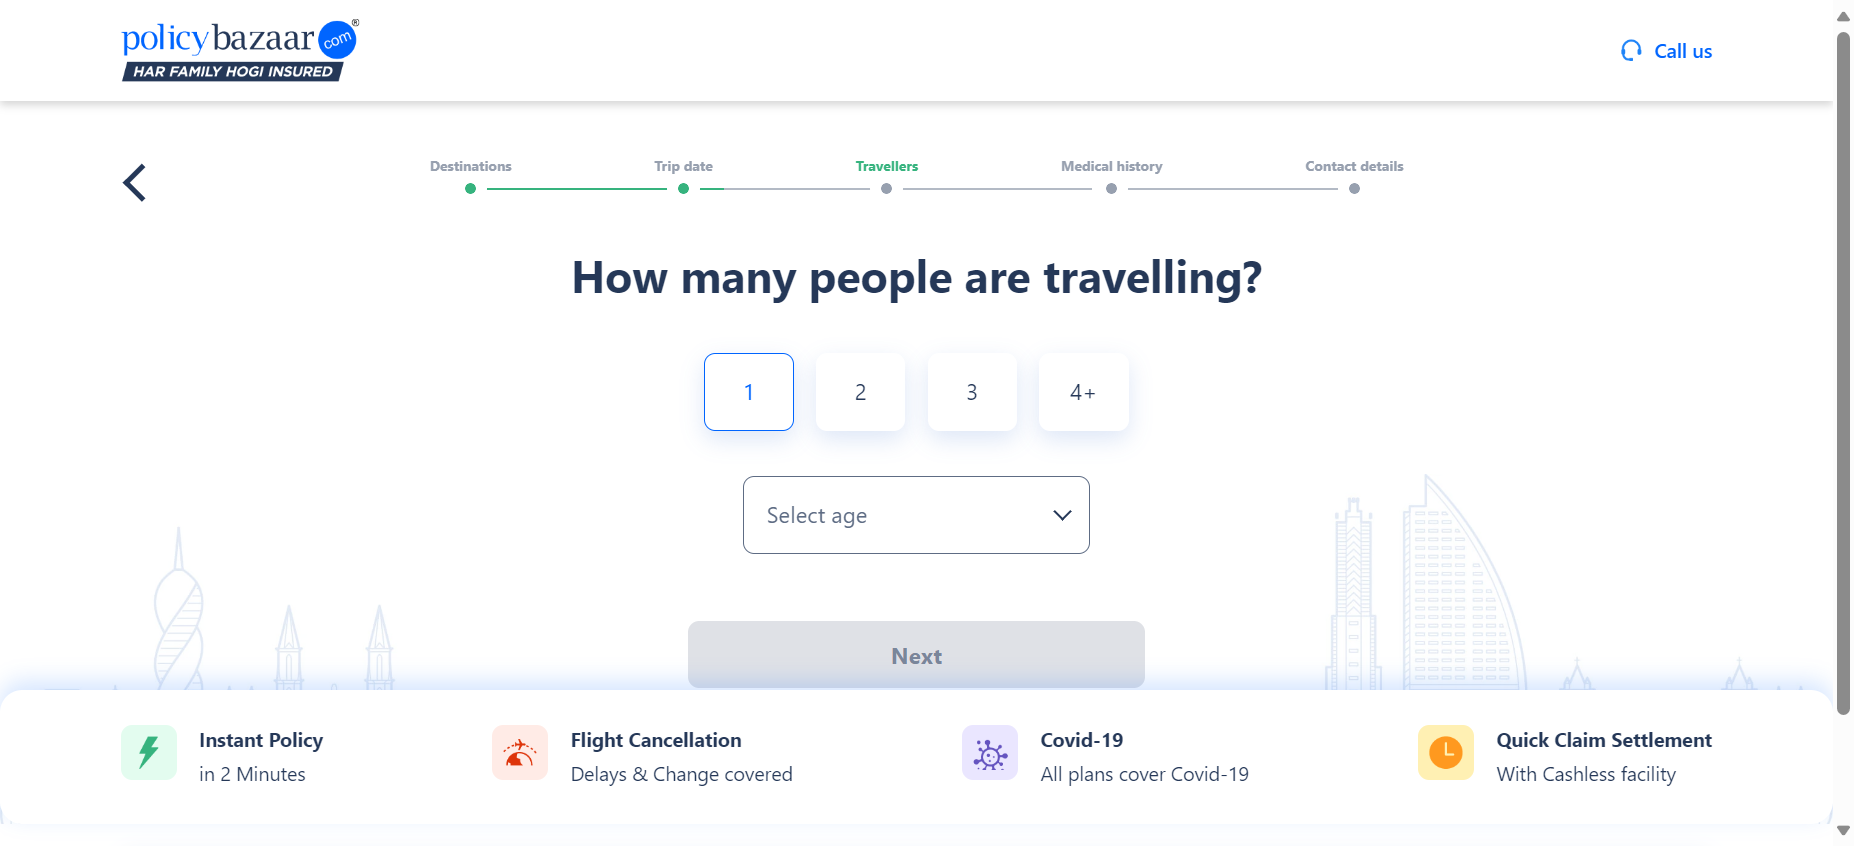 policybazaar com ®
HAR FAMILY HOGI INSURED
Call us
Destinations
Trip date
Travellers
Medical history
Contact details
How many people are travelling?
1
2
3
4+
Select age
Next
Instant Policy
in 2 Minutes
Flight Cancellation
Delays & Change covered
Covid-19
All plans cover Covid-19
Quick Claim Settlement
With Cashless facility